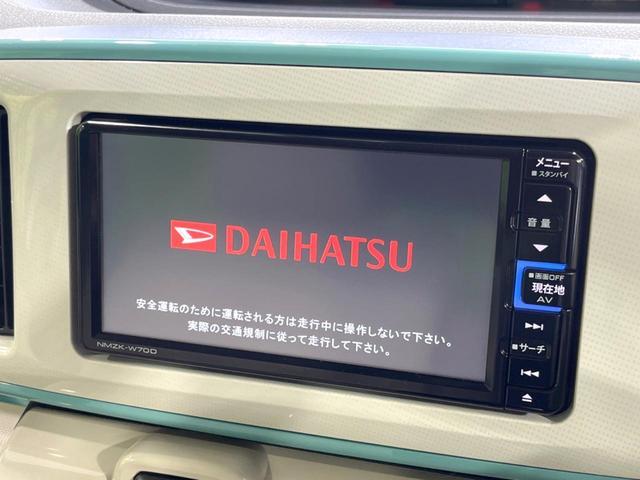 DAIHATSU
安全運転のために運転される方は走行中に操作しないで下さい。
実際の交通規制に従って走行して下さい。
NMZK-W70D
メニュー
■スタンバイ
▲
音量
▼
■画面OFF
現在地
AV
▶▶|
■サーチ
|◀◀
⏏